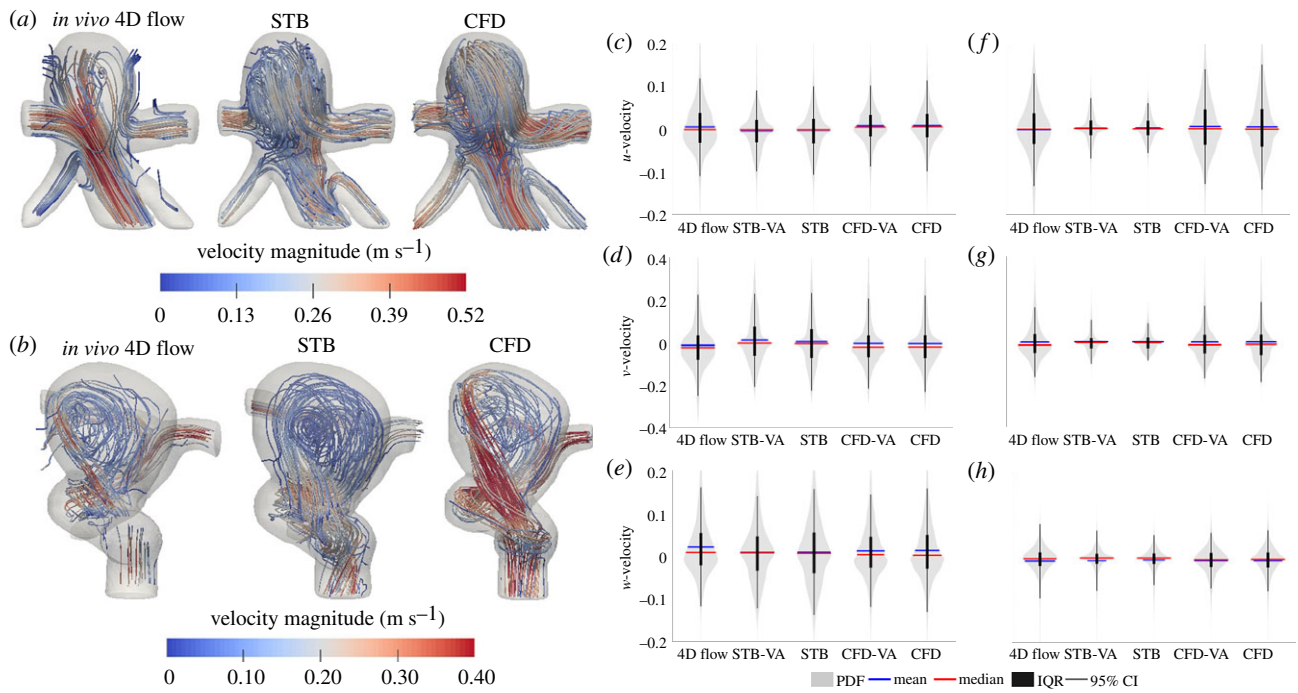 (a) in vivo 4D flow STB CFD
velocity magnitude (m s–1)
0 0.13 0.26 0.39 0.52
(b) in vivo 4D flow STB CFD
velocity magnitude (m s–1)
0 0.10 0.20 0.30 0.40
(c)
0.2
0.1
0
–0.1
–0.2
u-velocity
4D flow STB-VA STB CFD-VA CFD
(f)
4D flow STB-VA STB CFD-VA CFD
(d)
0.4
0.2
0
–0.2
–0.4
v-velocity
4D flow STB-VA STB CFD-VA CFD
(g)
4D flow STB-VA STB CFD-VA CFD
(e)
0.2
0.1
0
–0.1
–0.2
w-velocity
4D flow STB-VA STB CFD-VA CFD
(h)
4D flow STB-VA STB CFD-VA CFD
PDF mean median IQR 95% CI